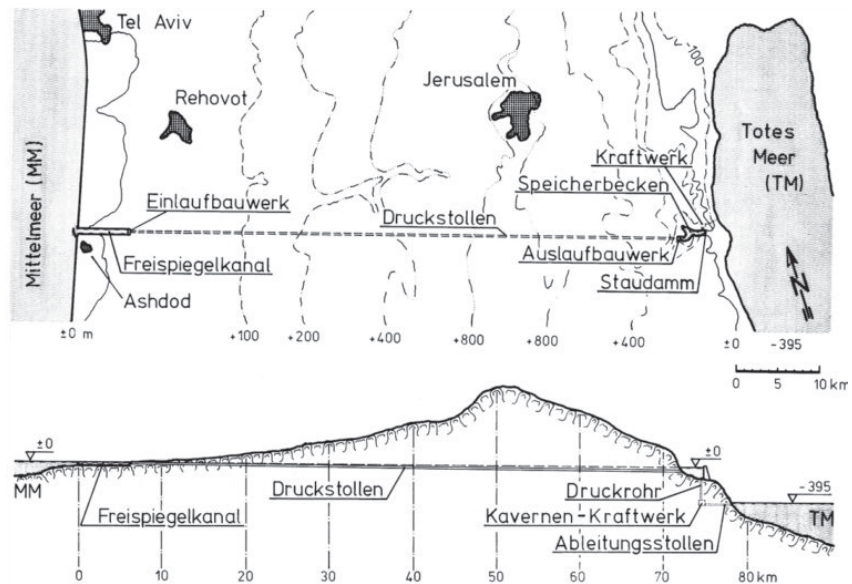 Tel Aviv
Rehovot
Jerusalem
-100
Mittelmeer (MM)
Totes
Meer
(TM)
Kraftwerk
Speicherbecken
Einlaufbauwerk
Druckstollen
Freispiegelkanal
Auslaufbauwerk
Staudamm
Ashdod
N
±0 m
+100
+200
+400
+800
+800
+400
±0
-395
0
10 km
±0
±0
MM
Druckstollen
Druckrohr
-395
Freispiegelkanal
Kavernen-Kraftwerk
TM
Ableitungsstollen
0
10
20
30
40
50
60
70
80 km